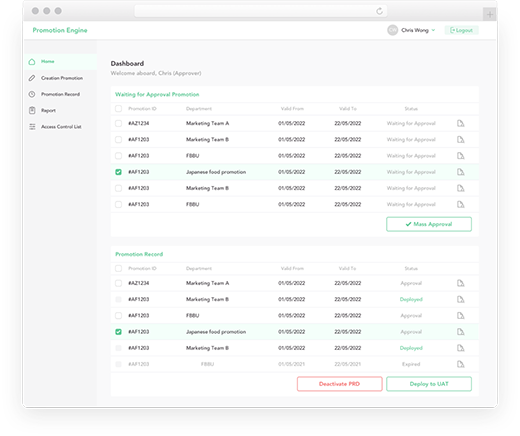 Promotion Engine
CW Chris Wong Logout
Home
Creation Promotion
Promotion Record
Report
Access Control List
Dashboard
Welcome aboard, Chris (Approver)
Waiting for Approval Promotion
Promotion ID Department Valid From Valid To Status
#AZ1234 Marketing Team A 01/05/2022 22/05/2022 Waiting for Approval
#AF1203 Marketing Team B 01/05/2022 22/05/2022 Waiting for Approval
#AF1203 FBBU 01/05/2022 22/05/2022 Waiting for Approval
#AF1203 Japanese food promotion 01/05/2022 22/05/2022 Waiting for Approval
#AF1203 Marketing Team B 01/05/2022 22/05/2022 Waiting for Approval
#AF1203 FBBU 01/05/2022 22/05/2022 Waiting for Approval
Mass Approval
Promotion Record
Promotion ID Department Valid From Valid To Status
#AZ1234 Marketing Team A 01/05/2022 22/05/2022 Approval
#AF1203 Marketing Team B 01/05/2022 22/05/2022 Deployed
#AF1203 FBBU 01/05/2022 22/05/2022 Approval
#AF1203 Japanese food promotion 01/05/2022 22/05/2022 Approval
#AF1203 Marketing Team B 01/05/2022 22/05/2022 Deployed
#AF1203 FBBU 01/05/2021 22/05/2021 Expired
Deactivate PRD Deploy to UAT